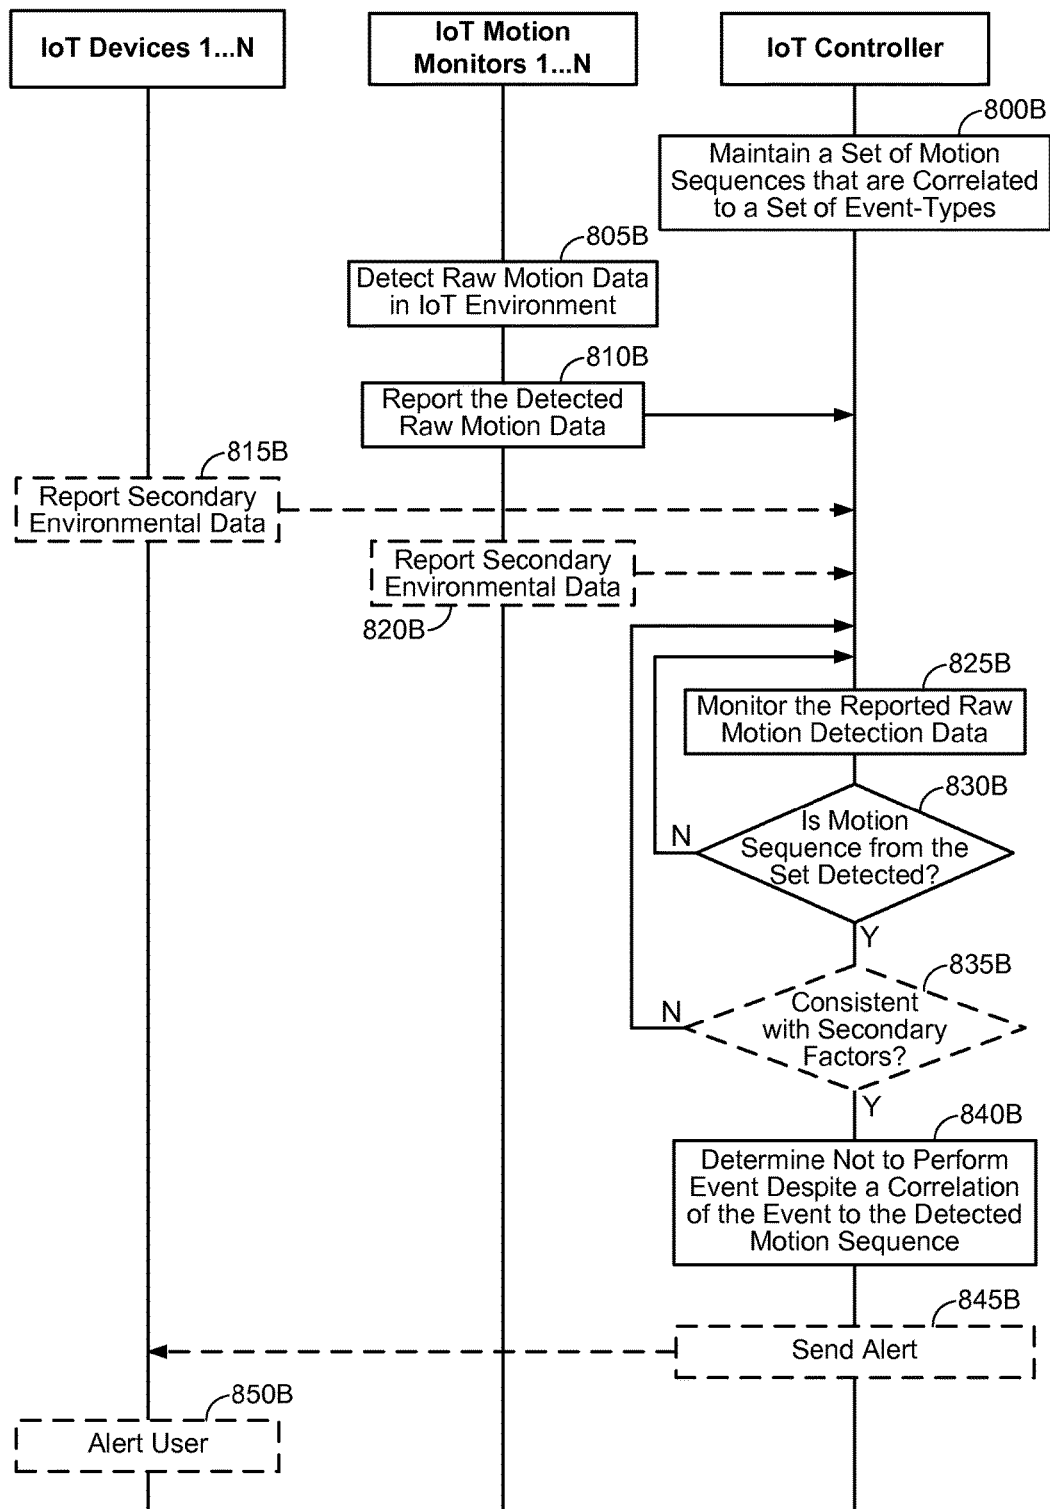 IoT Devices 1...N
IoT Motion
Monitors 1...N
IoT Controller
800B
Maintain a Set of Motion
Sequences that are Correlated
to a Set of Event-Types
805B
Detect Raw Motion Data
in IoT Environment
810B
Report the Detected
Raw Motion Data
815B
Report Secondary
Environmental Data
Report Secondary
Environmental Data
820B
825B
Monitor the Reported Raw
Motion Detection Data
830B
Is Motion
Sequence from the
Set Detected?
N
Y
835B
Consistent
with Secondary
Factors?
N
Y
840B
Determine Not to Perform
Event Despite a Correlation
of the Event to the Detected
Motion Sequence
845B
Send Alert
850B
Alert User